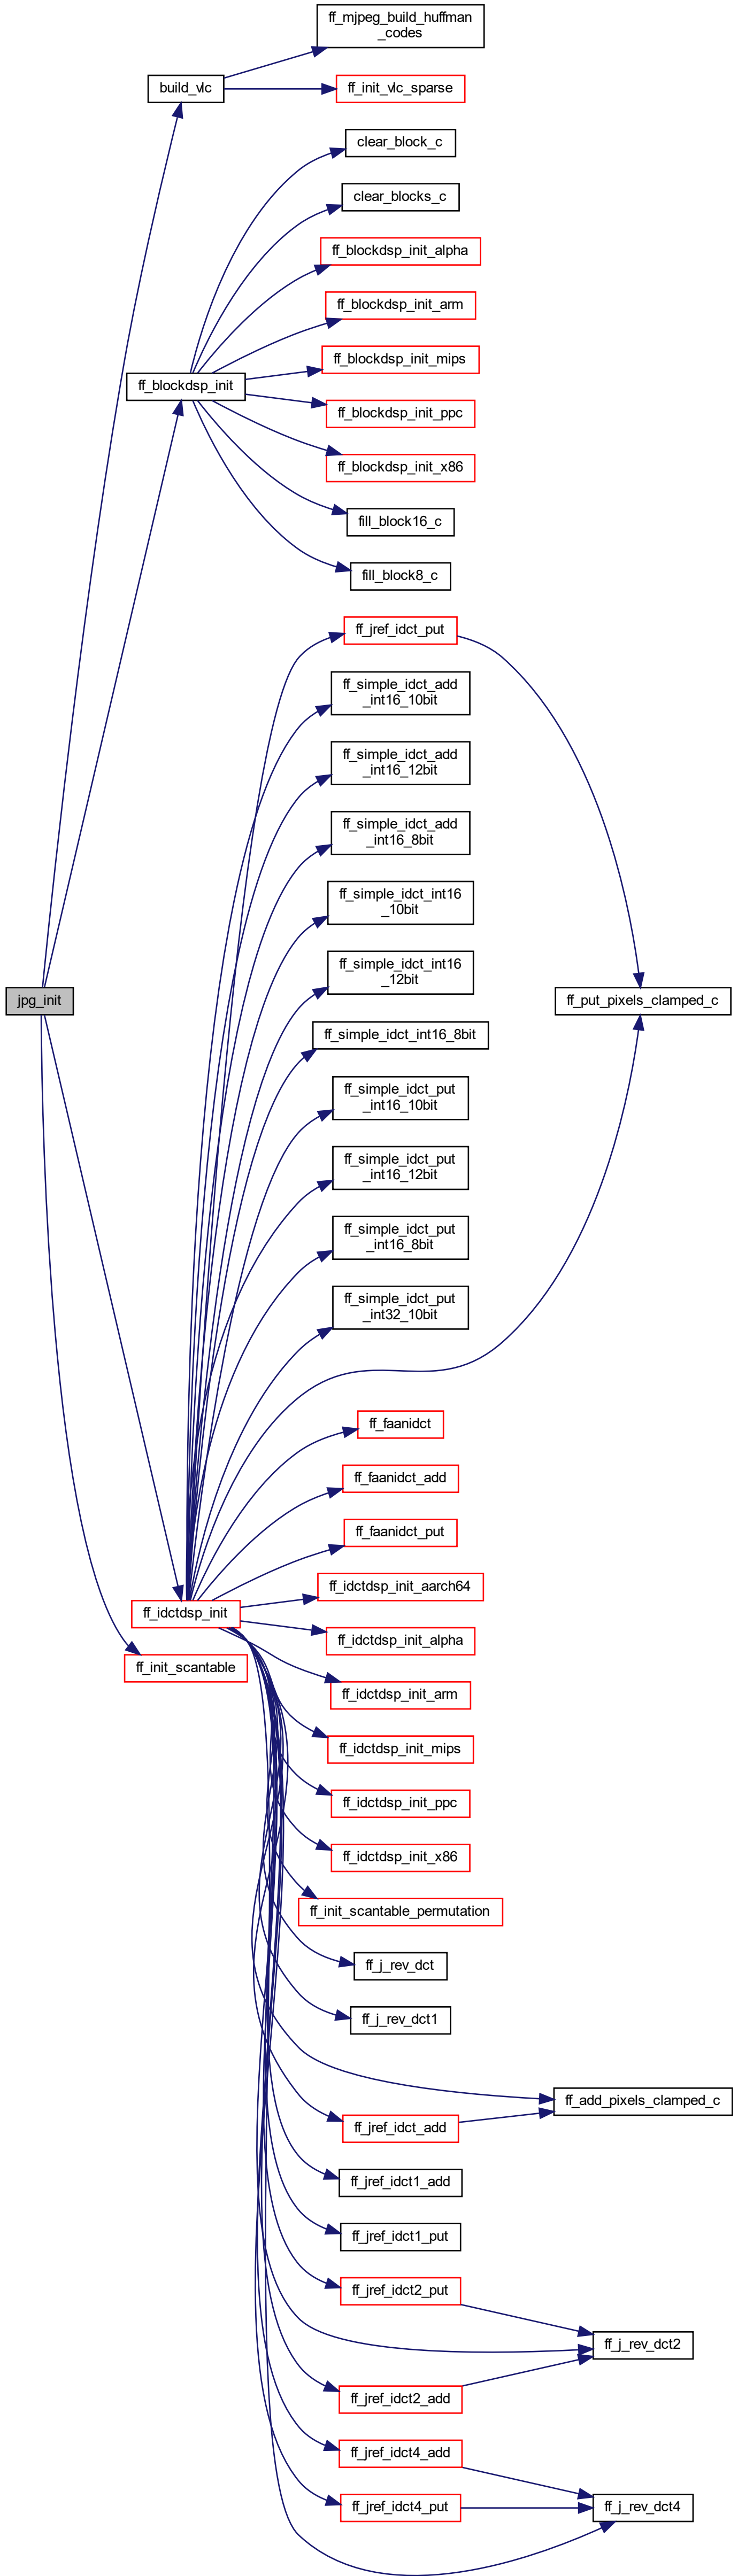 ff_mjpeg_build_huffman
_codes
build_vlc
ff_init_vlc_sparse
clear_block_c
clear_blocks_c
ff_blockdsp_init_alpha
ff_blockdsp_init_arm
ff_blockdsp_init_mips
ff_blockdsp_init
ff_blockdsp_init_ppc
ff_blockdsp_init_x86
fill_block16_c
fill_block8_c
ff_jref_idct_put
ff_simple_idct_add
_int16_10bit
ff_simple_idct_add
_int16_12bit
ff_simple_idct_add
_int16_8bit
ff_simple_idct_int16
_10bit
ff_simple_idct_int16
_12bit
jpg_init
ff_put_pixels_clamped_c
ff_simple_idct_int16_8bit
ff_simple_idct_put
_int16_10bit
ff_simple_idct_put
_int16_12bit
ff_simple_idct_put
_int16_8bit
ff_simple_idct_put
_int32_10bit
ff_faanidct
ff_faanidct_add
ff_faanidct_put
ff_idctdsp_init_aarch64
ff_idctdsp_init
ff_idctdsp_init_alpha
ff_init_scantable
ff_idctdsp_init_arm
ff_idctdsp_init_mips
ff_idctdsp_init_ppc
ff_idctdsp_init_x86
ff_init_scantable_permutation
ff_j_rev_dct
ff_j_rev_dct1
ff_add_pixels_clamped_c
ff_jref_idct_add
ff_jref_idct1_add
ff_jref_idct1_put
ff_jref_idct2_put
ff_j_rev_dct2
ff_jref_idct2_add
ff_jref_idct4_add
ff_jref_idct4_put
ff_j_rev_dct4